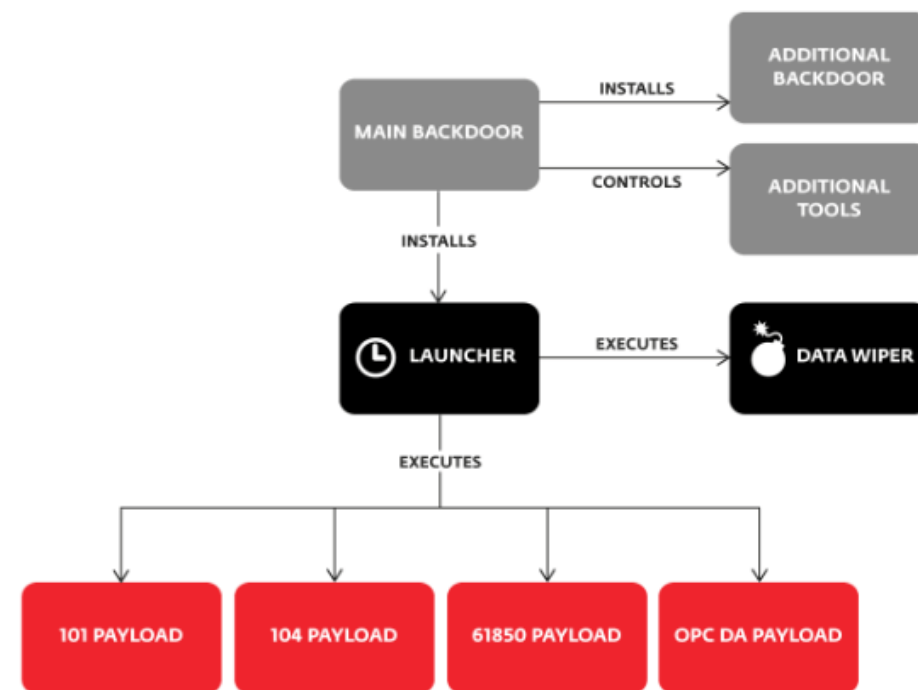 ADDITIONAL
BACKDOOR
INSTALLS
MAIN BACKDOOR
CONTROLS
ADDITIONAL
TOOLS
INSTALLS
LAUNCHER
EXECUTES
DATA WIPER
EXECUTES
101 PAYLOAD
104 PAYLOAD
61850 PAYLOAD
OPC DA PAYLOAD